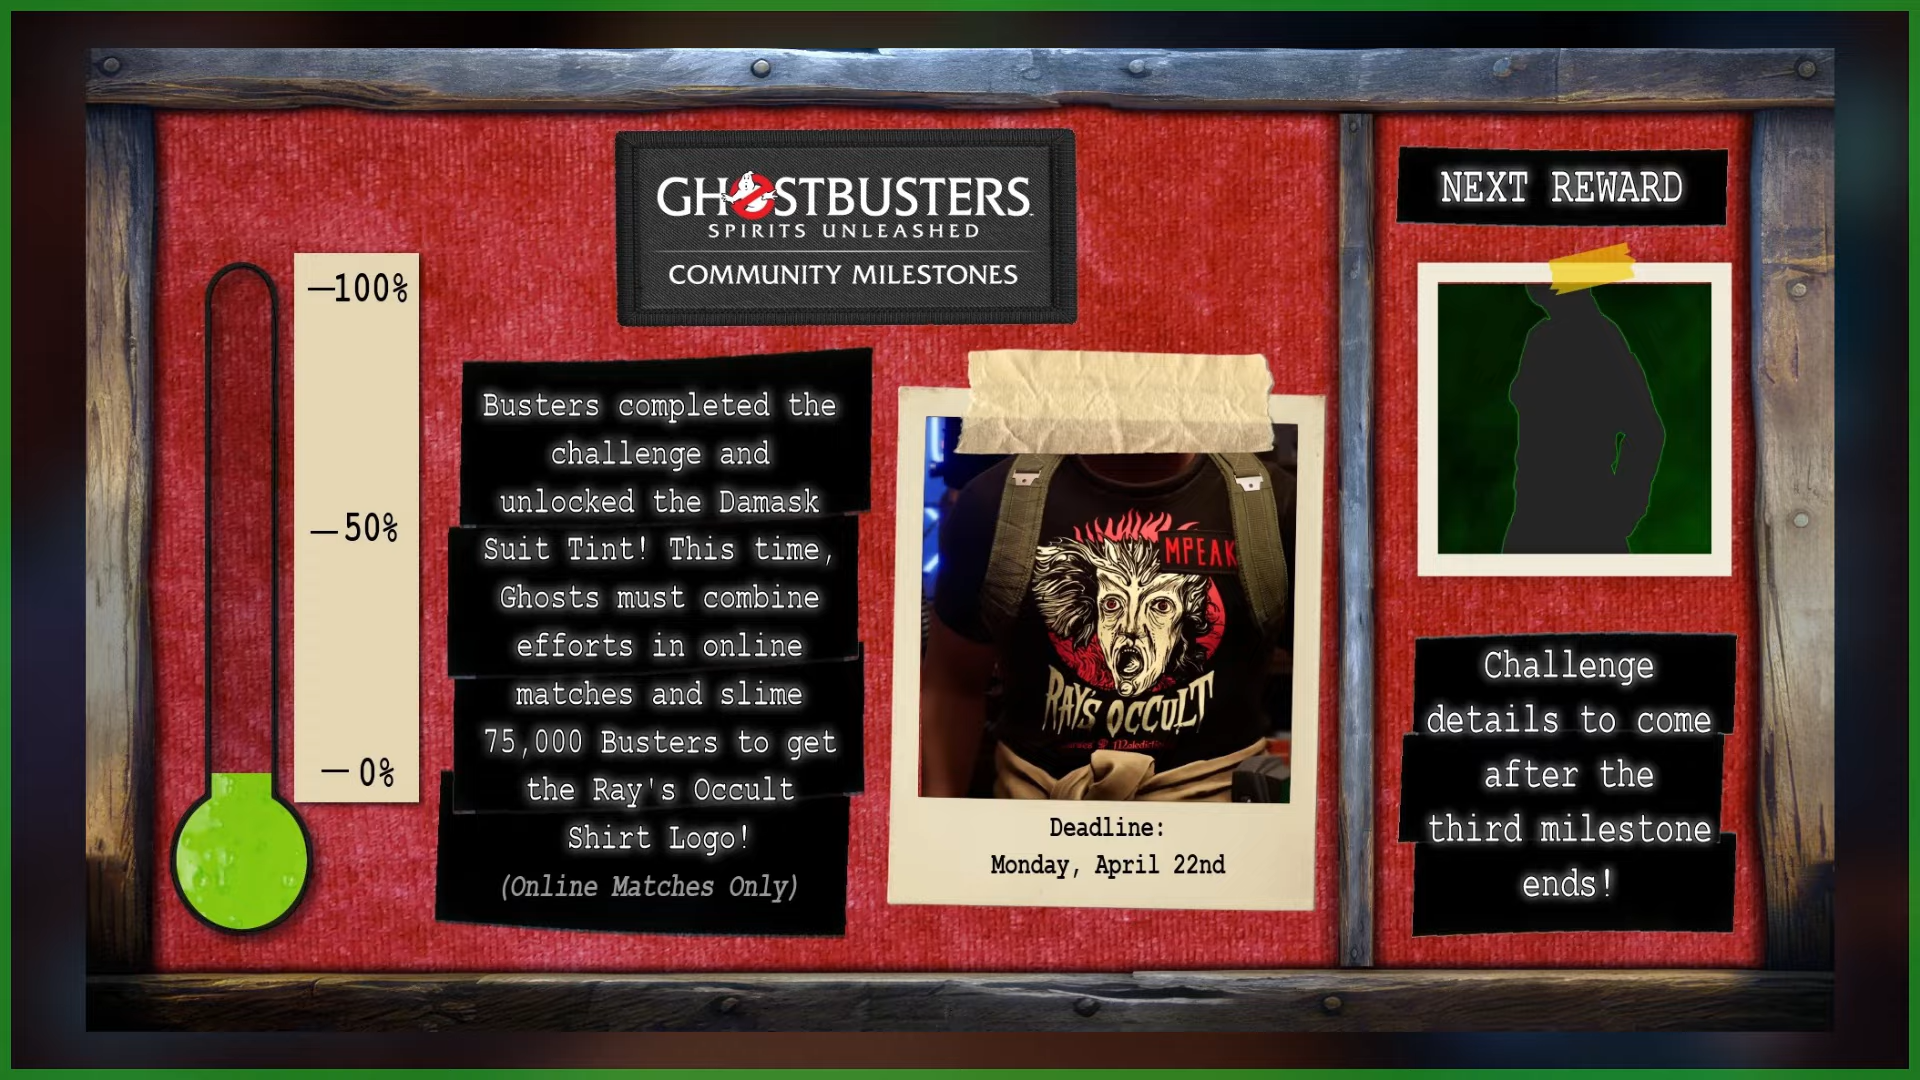 GHOSTBUSTERS
SPIRITS UNLEASHED
COMMUNITY MILESTONES
—100%
—50%
— 0%
Busters completed the
challenge and
unlocked the Damask
Suit Tint! This time,
Ghosts must combine
efforts in online
matches and slime
75,000 Busters to get
the Ray's Occult
Shirt Logo!
(Online Matches Only)
MPEAK
RAY'S OCCULT
Deadline:
Monday, April 22nd
NEXT REWARD
Challenge
details to come
after the
third milestone
ends!